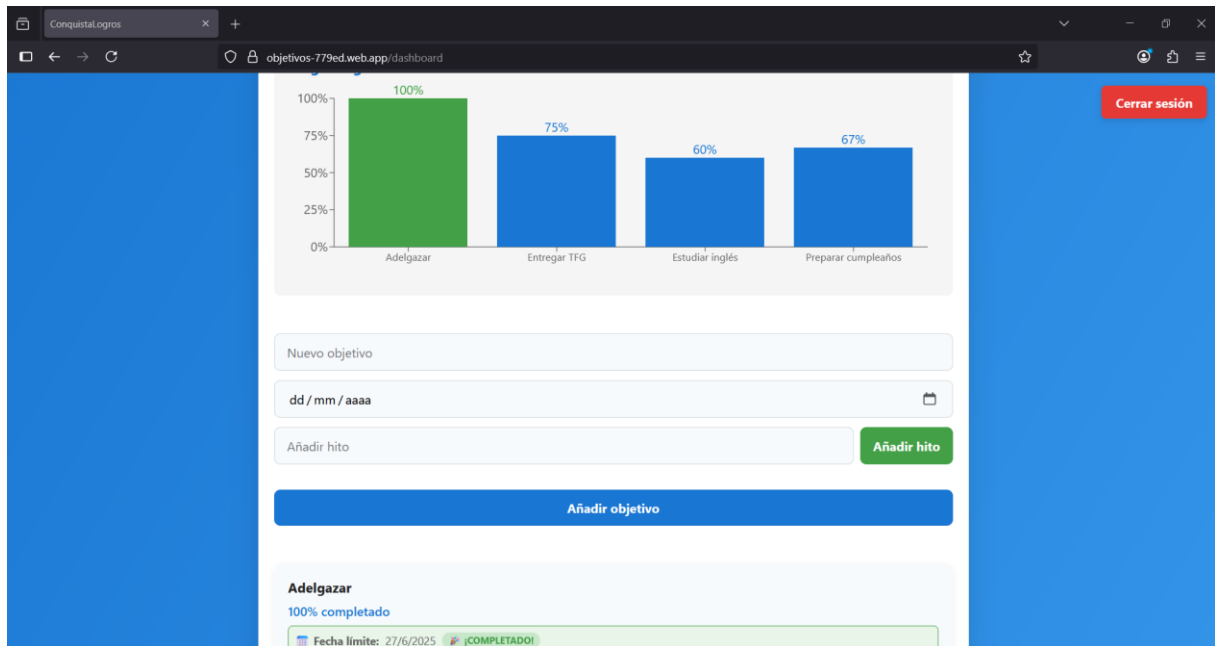 ConquistaLogros
objetivos-779ed.web.app/dashboard
Cerrar sesión
100%
75%
50%
25%
0%
100%
75%
60%
67%
Adelgazar
Entregar TFG
Estudiar inglés
Preparar cumpleaños
Nuevo objetivo
dd / mm / aaaa
Añadir hito
Añadir hito
Añadir objetivo
Adelgazar
100% completado
Fecha límite: 27/6/2025 ¡COMPLETADO!